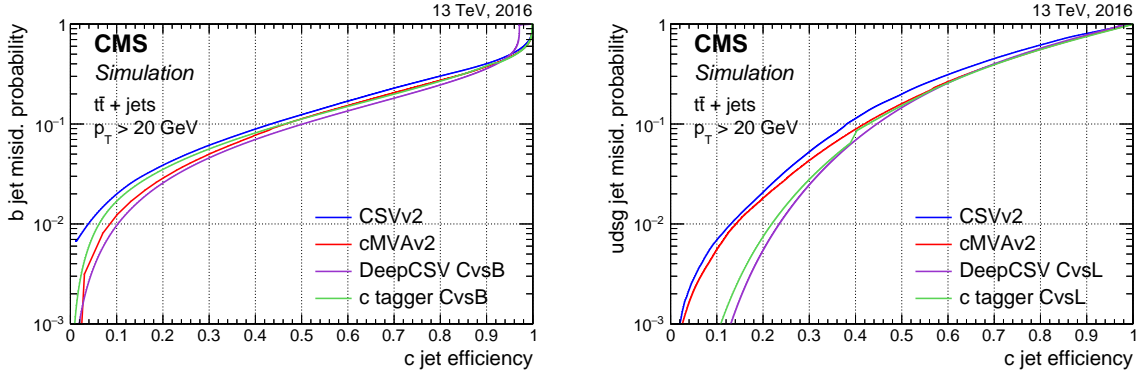 13 TeV, 2016
b jet misid. probability
1
10⁻¹
10⁻²
10⁻³
CMS
Simulation
tt̄ + jets
p_T > 20 GeV
CSVv2
cMVAv2
DeepCSV CvsB
c tagger CvsB
0 0.1 0.2 0.3 0.4 0.5 0.6 0.7 0.8 0.9 1
c jet efficiency
13 TeV, 2016
udsg jet misid. probability
1
10⁻¹
10⁻²
10⁻³
CMS
Simulation
tt̄ + jets
p_T > 20 GeV
CSVv2
cMVAv2
DeepCSV CvsL
c tagger CvsL
0 0.1 0.2 0.3 0.4 0.5 0.6 0.7 0.8 0.9 1
c jet efficiency